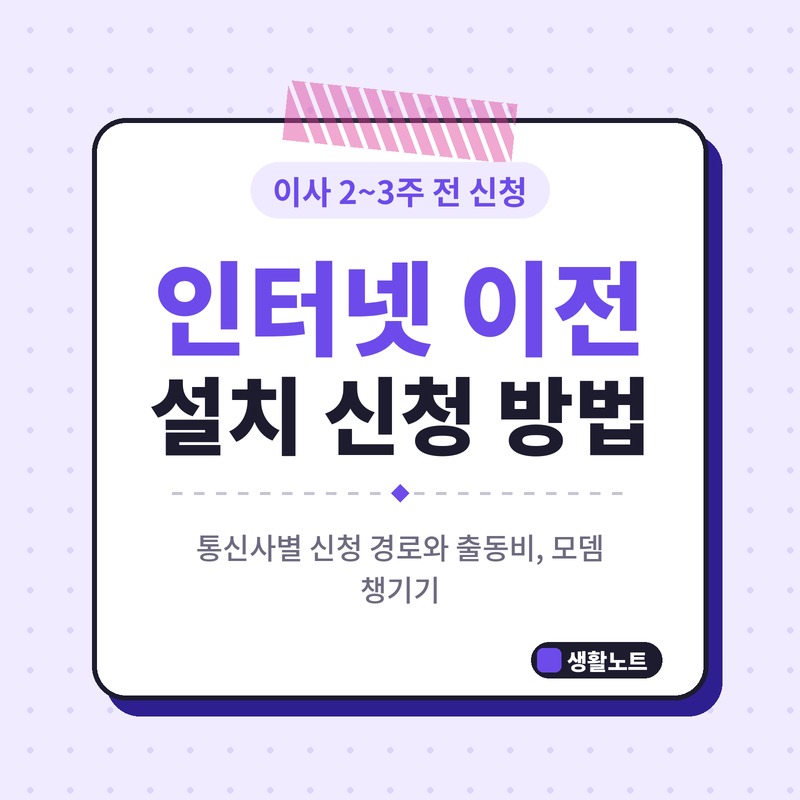 이사 2~3주 전 신청
인터넷 이전
설치 신청 방법
통신사별 신청 경로와 출동비, 모뎀
챙기기
생활노트